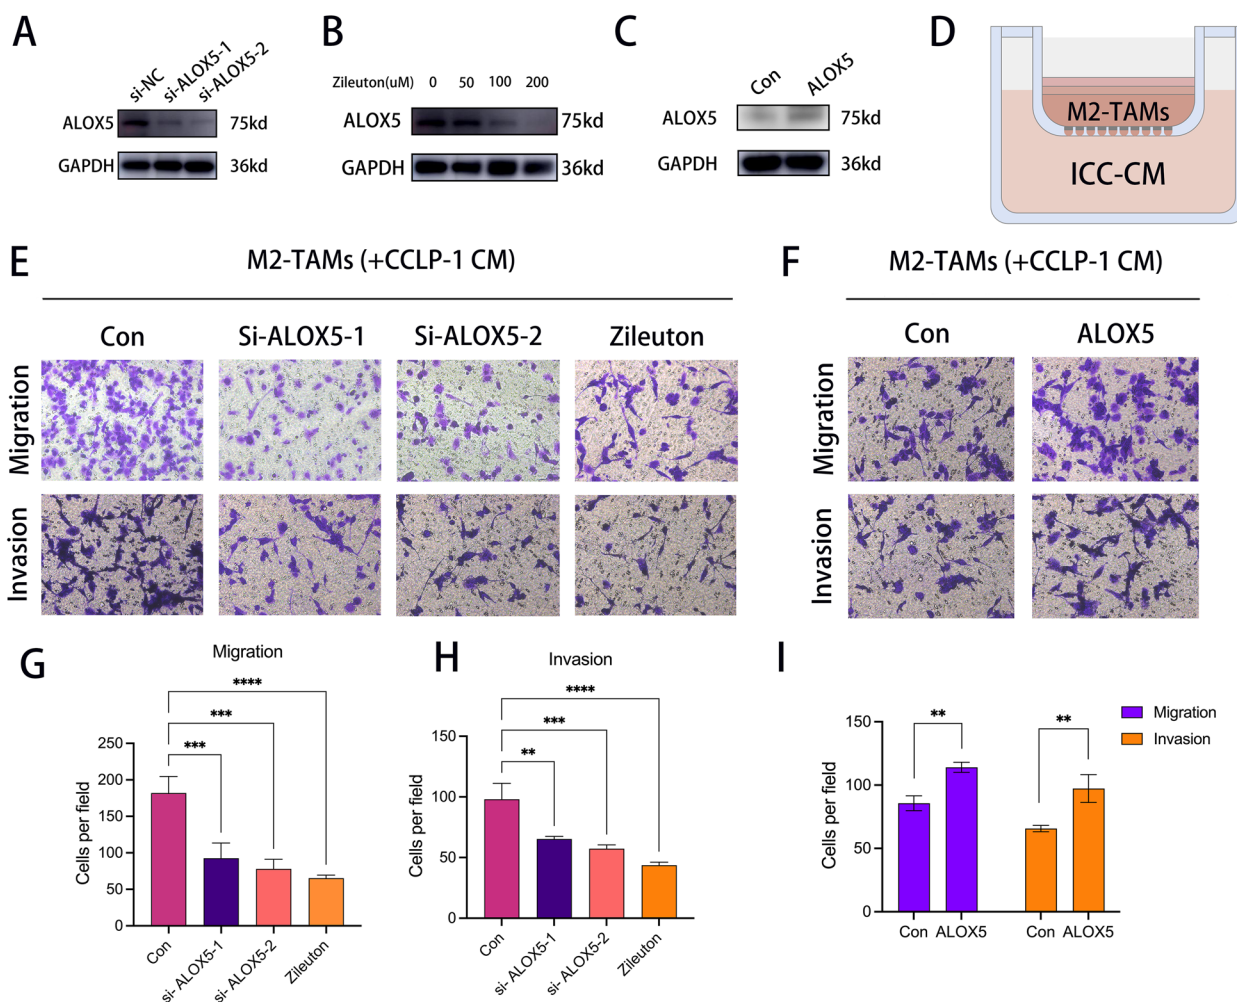 A
si-NC si-ALOX5-1 si-ALOX5-2
ALOX5 75kd
GAPDH 36kd
B
Zileuton(uM) 0 50 100 200
ALOX5 75kd
GAPDH 36kd
C
Con ALOX5
ALOX5 75kd
GAPDH 36kd
D
M2-TAMs
ICC-CM
E
M2-TAMs (+CCLP-1 CM)
Con Si-ALOX5-1 Si-ALOX5-2 Zileuton
Migration
Invasion
F
M2-TAMs (+CCLP-1 CM)
Con ALOX5
Migration
Invasion
G
Migration
****
***
***
Cells per field
250
200
150
100
50
0
Con si- ALOX5-1 si- ALOX5-2 Zileuton
H
Invasion
****
***
**
Cells per field
150
100
50
0
Con si- ALOX5-1 si- ALOX5-2 Zileuton
I
Migration
Invasion
** **
Cells per field
150
100
50
0
Con ALOX5 Con ALOX5